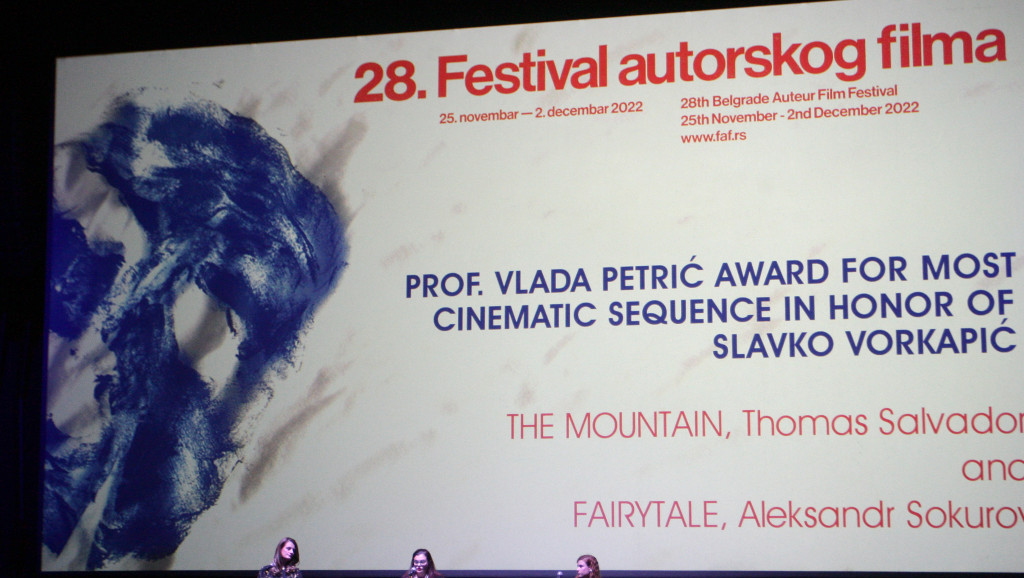 28. Festival autorskog filma
25. novembar — 2. decembar 2022
28th Belgrade Auteur Film Festival
25th November - 2nd December 2022
www.faf.rs
PROF. VLADA PETRIĆ AWARD FOR MOST
CINEMATIC SEQUENCE IN HONOR OF
SLAVKO VORKAPIĆ
THE MOUNTAIN, Thomas Salvador
and
FAIRYTALE, Aleksandr Sokurov